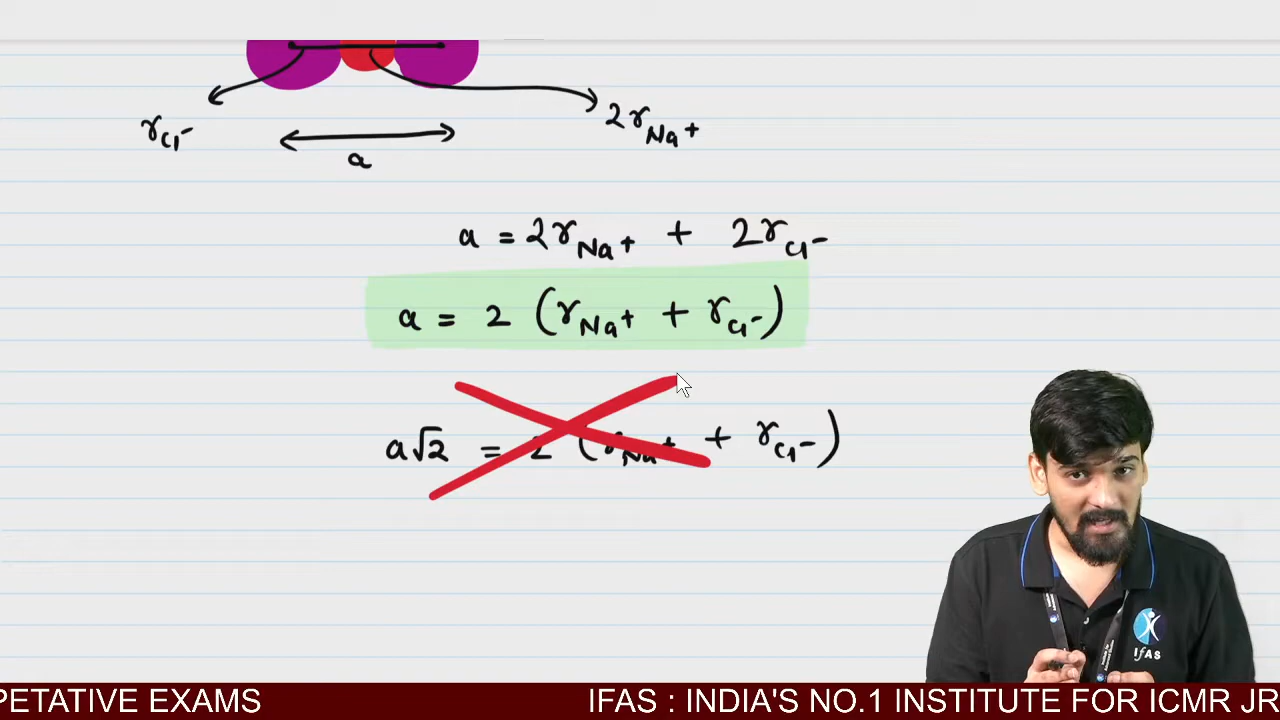 r_Cl⁻
2r_Na⁺
a
a = 2r_Na⁺ + 2r_Cl⁻
a = 2 (r_Na⁺ + r_Cl⁻)
a√2 = 2 (r_Na⁺ + r_Cl⁻)
IFAS
PETATIVE EXAMS IFAS : INDIA'S NO.1 INSTITUTE FOR ICMR JR